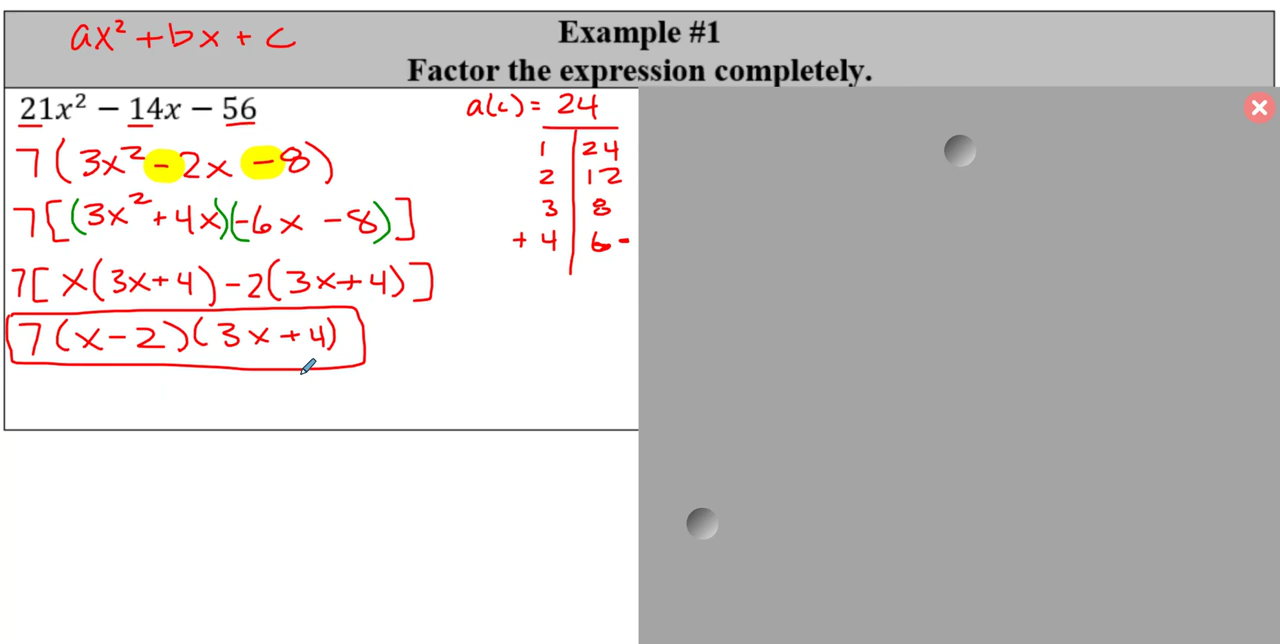 ax² + bx + c
Example #1
Factor the expression completely.
21x² − 14x − 56
7(3x² − 2x − 8)
7[(3x² + 4x)(−6x − 8)]
7[x(3x+4) − 2(3x+4)]
7(x−2)(3x+4)
a(c) = 24
1 | 24
2 | 12
3 | 8
+ 4 | 6 -